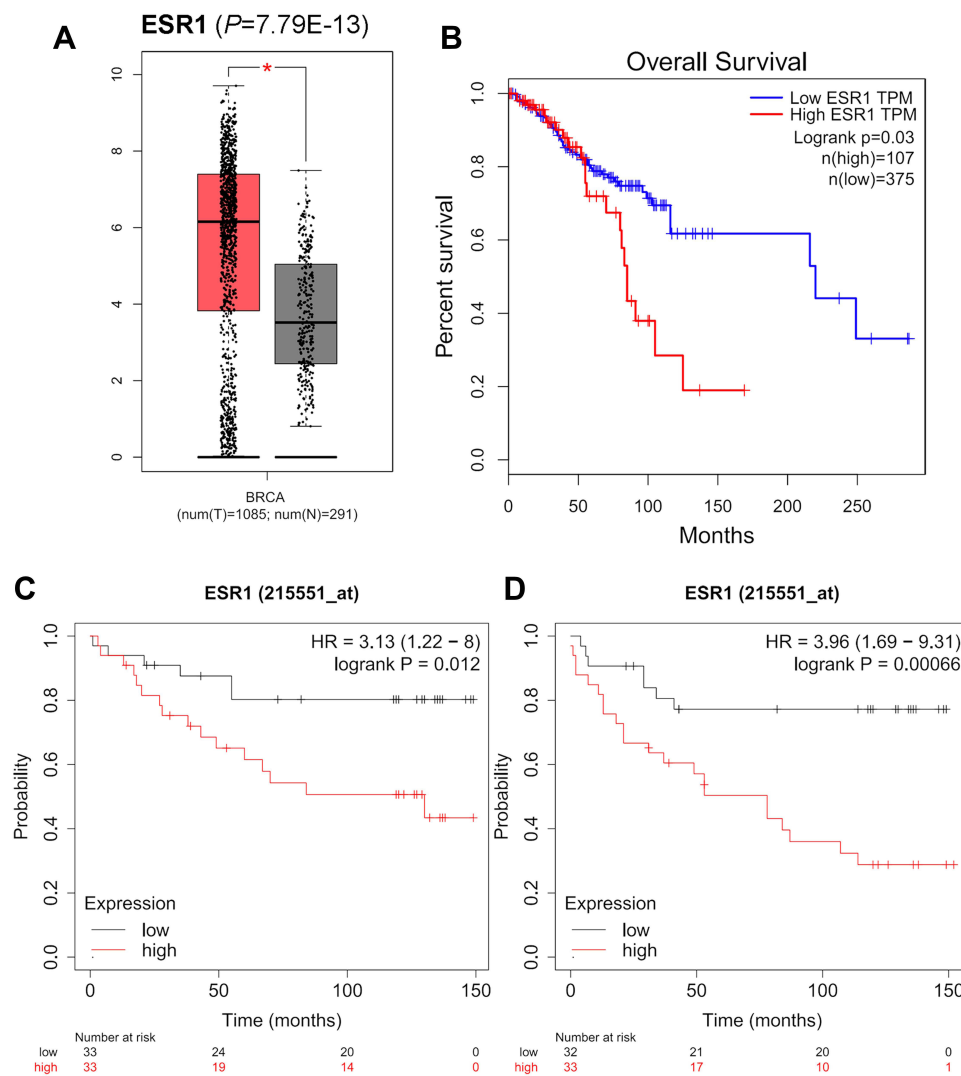 A
ESR1 (P=7.79E-13)
*
10
8
6
4
2
0
BRCA
(num(T)=1085; num(N)=291)
B
Overall Survival
Low ESR1 TPM
High ESR1 TPM
Logrank p=0.03
n(high)=107
n(low)=375
Percent survival
1.0
0.8
0.6
0.4
0.2
0.0
0 50 100 150 200 250
Months
C
ESR1 (215551_at)
HR = 3.13 (1.22 − 8)
logrank P = 0.012
Probability
1.0
0.8
0.6
0.4
0.2
0.0
Expression
low
high
0 50 100 150
Time (months)
Number at risk
low 33 24 20 0
high 33 19 14 0
D
ESR1 (215551_at)
HR = 3.96 (1.69 − 9.31)
logrank P = 0.00066
Probability
1.0
0.8
0.6
0.4
0.2
0.0
Expression
low
high
0 50 100 150
Time (months)
Number at risk
low 32 21 20 0
high 33 17 10 1